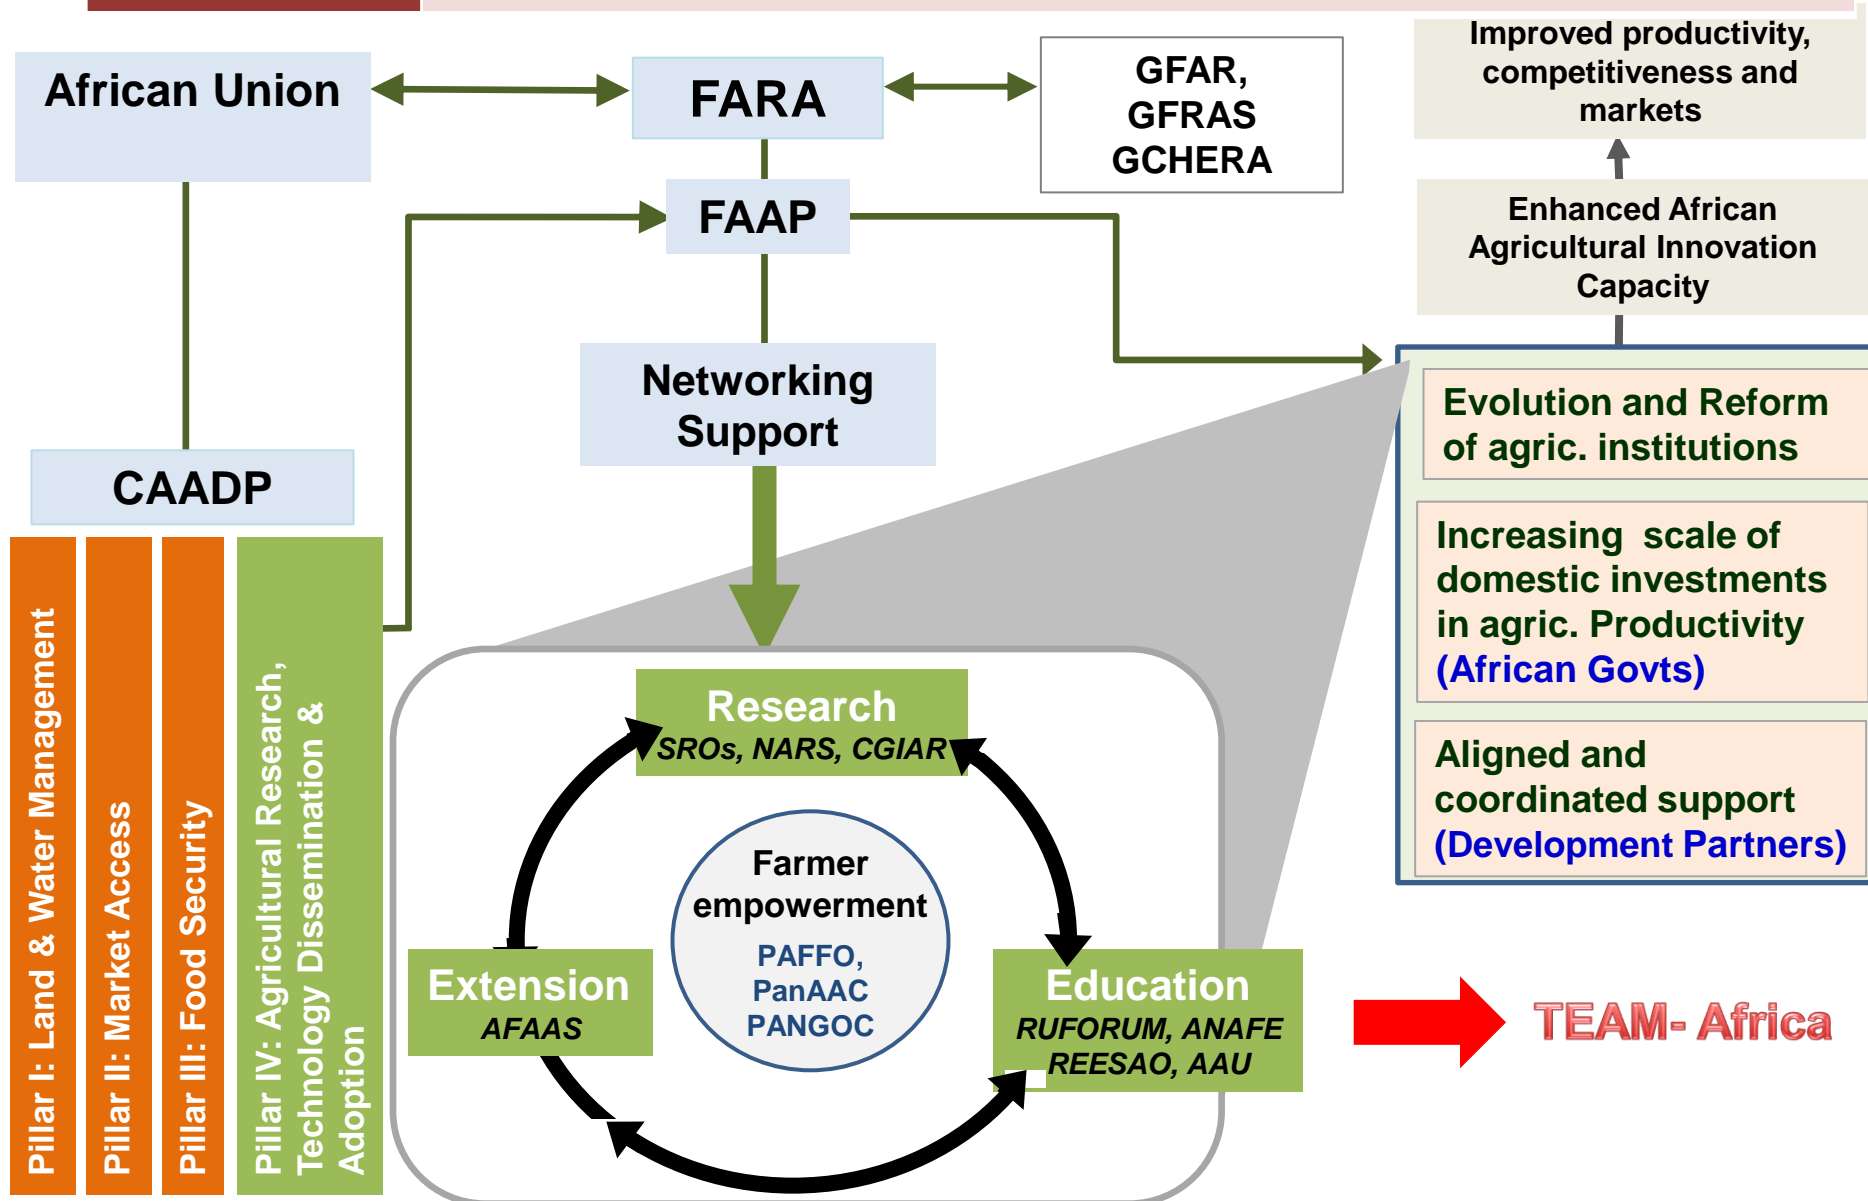 African Union
FARA
GFAR,
GFRAS
GCHERA
Improved productivity,
competitiveness and
markets
FAAP
Enhanced African
Agricultural Innovation
Capacity
Networking
Support
Evolution and Reform
of agric. institutions
Increasing scale of
domestic investments
in agric. Productivity
(African Govts)
Aligned and
coordinated support
(Development Partners)
CAADP
Pillar I: Land & Water Management
Pillar II: Market Access
Pillar III: Food Security
Pillar IV: Agricultural Research,
Technology Dissemination &
Adoption
Research
SROs, NARS, CGIAR
Farmer
empowerment
PAFFO,
PanAAC
PANGOC
Extension
AFAAS
Education
RUFORUM, ANAFE
REESAO, AAU
TEAM- Africa